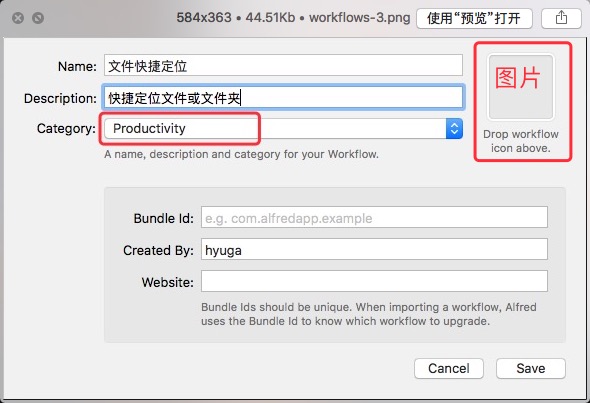 584x363 • 44.51Kb • workflows-3.png
使用“预览”打开
Name: 文件快捷定位
图片
Description: 快捷定位文件或文件夹
Category: Productivity
Drop workflow
icon above.
A name, description and category for your Workflow.
Bundle Id: e.g. com.alfredapp.example
Created By: hyuga
Website:
Bundle Ids should be unique. When importing a workflow, Alfred
uses the Bundle Id to know which workflow to upgrade.
Cancel
Save